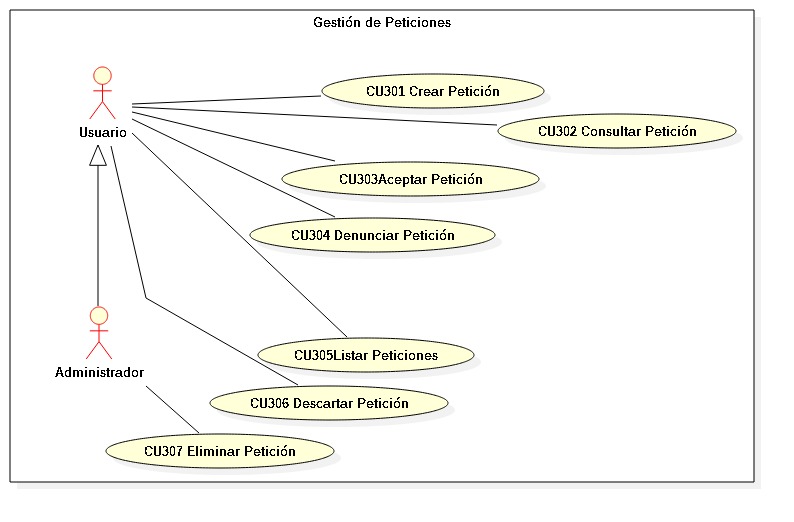 Gestión de Peticiones
CU301 Crear Petición
Usuario
CU302 Consultar Petición
CU303Aceptar Petición
CU304 Denunciar Petición
CU305Listar Peticiones
Administrador
CU306 Descartar Petición
CU307 Eliminar Petición